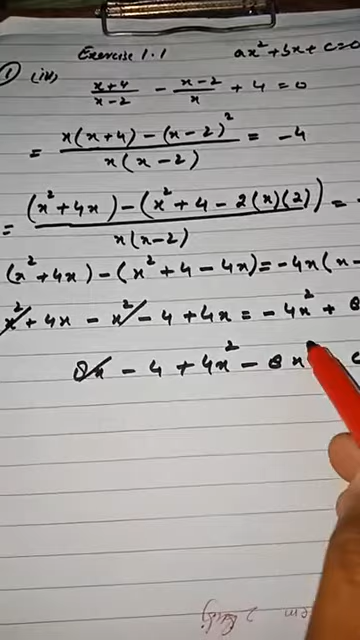 Exercise 1.1 ax² + bx + c = 0
① (iv)
(x+4)/(x-2) - (x-2)/x + 4 = 0
= (x(x+4) - (x-2)²)/(x(x-2)) = -4
= ((x²+4x) - (x²+4-2(x)(2)))/(x(x-2)) = -
(x²+4x) - (x²+4-4x) = -4x(x-
x² + 4x - x² - 4 + 4x = -4x² + 8
8x - 4 + 4x² - 8x